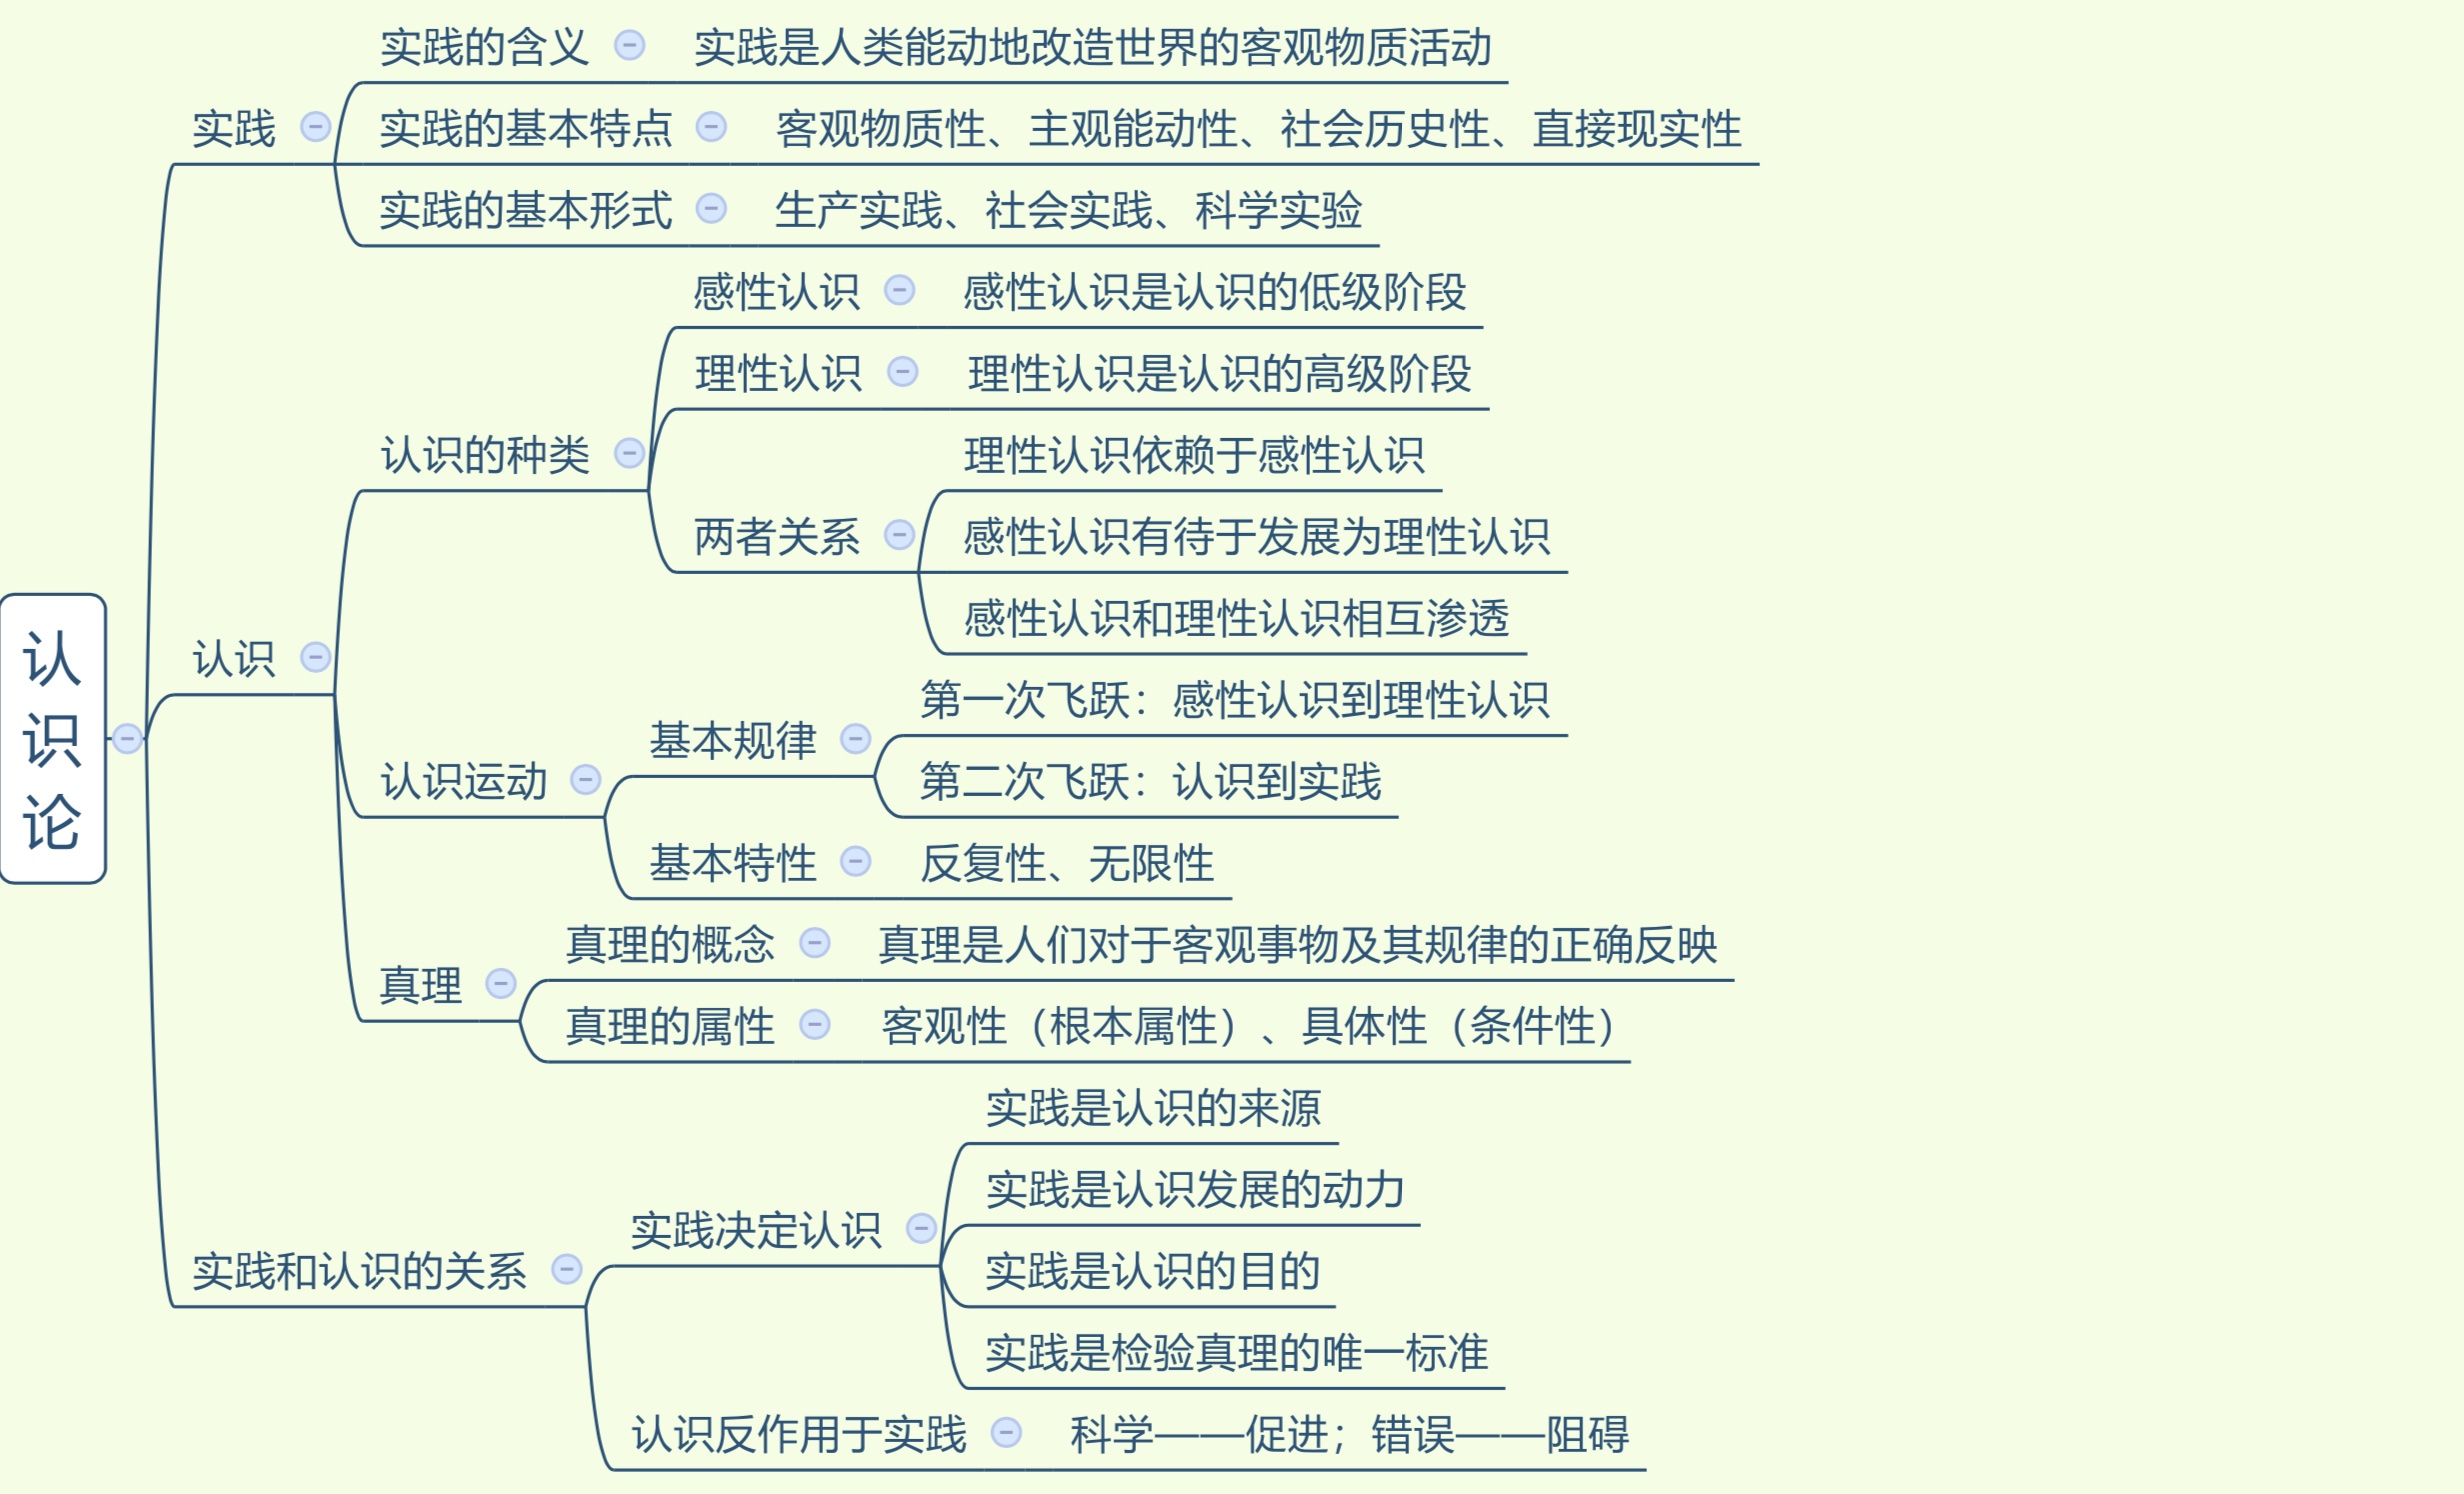 认识论
实践
实践的含义
实践是人类能动地改造世界的客观物质活动
实践的基本特点
客观物质性、主观能动性、社会历史性、直接现实性
实践的基本形式
生产实践、社会实践、科学实验
认识
认识的种类
感性认识
感性认识是认识的低级阶段
理性认识
理性认识是认识的高级阶段
两者关系
理性认识依赖于感性认识
感性认识有待于发展为理性认识
感性认识和理性认识相互渗透
认识运动
基本规律
第一次飞跃：感性认识到理性认识
第二次飞跃：认识到实践
基本特性
反复性、无限性
真理
真理的概念
真理是人们对于客观事物及其规律的正确反映
真理的属性
客观性（根本属性）、具体性（条件性）
实践和认识的关系
实践决定认识
实践是认识的来源
实践是认识发展的动力
实践是认识的目的
实践是检验真理的唯一标准
认识反作用于实践
科学——促进；错误——阻碍